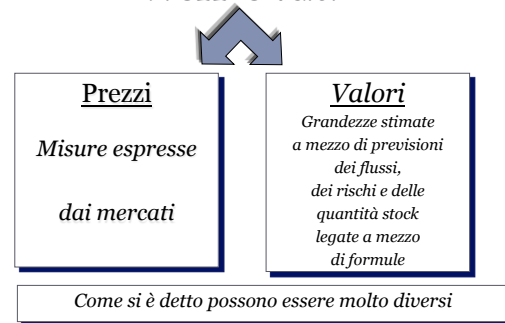 Prezzi
Misure espresse
dai mercati
Valori
Grandezze stimate
a mezzo di previsioni
dei flussi,
dei rischi e delle
quantità stock
legate a mezzo
di formule
Come si è detto possono essere molto diversi